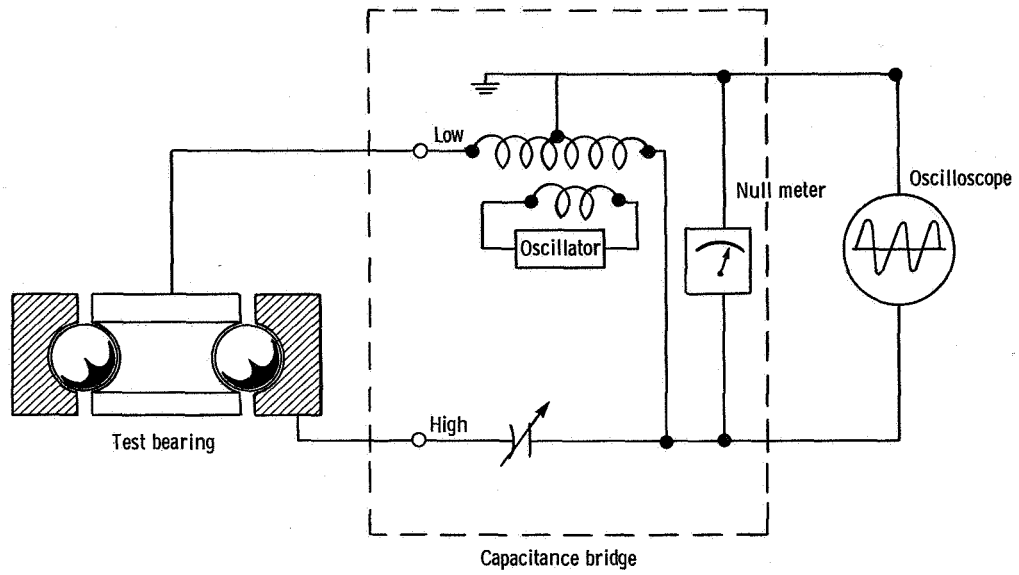 Low
Null meter
Oscilloscope
Oscillator
High
Test bearing
Capacitance bridge